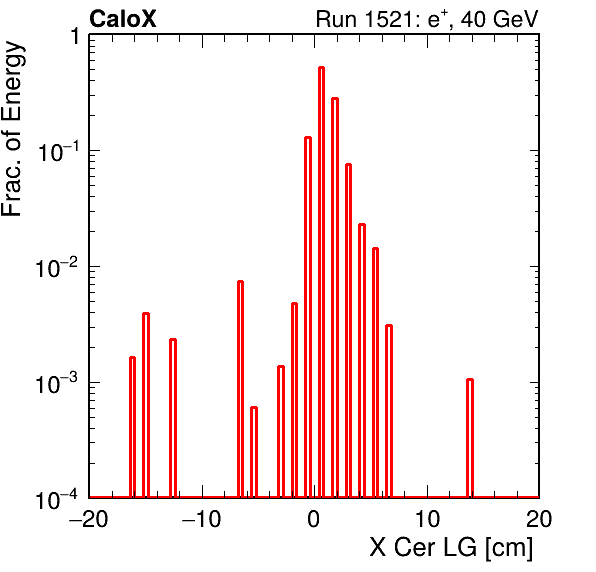 CaloX Run 1521: e⁺, 40 GeV
Frac. of Energy
1
10⁻¹
10⁻²
10⁻³
10⁻⁴
−20 −10 0 10 20
X Cer LG [cm]